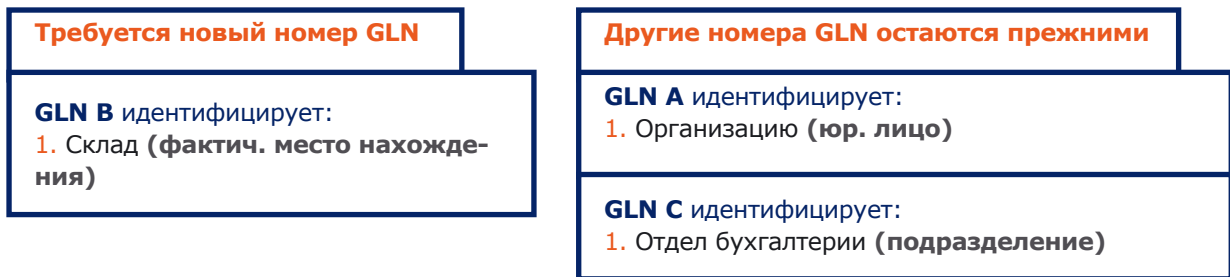 Требуется новый номер GLN
GLN B идентифицирует:
1. Склад (фактич. место нахожде-
ния)
Другие номера GLN остаются прежними
GLN A идентифицирует:
1. Организацию (юр. лицо)
GLN C идентифицирует:
1. Отдел бухгалтерии (подразделение)